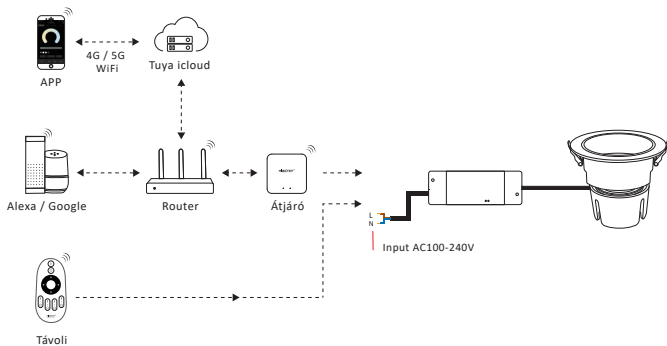 4G / 5G
WiFi
APP
Tuya icloud
Alexa / Google
Router
Átjáró
L
N
Input AC100-240V
Távoli